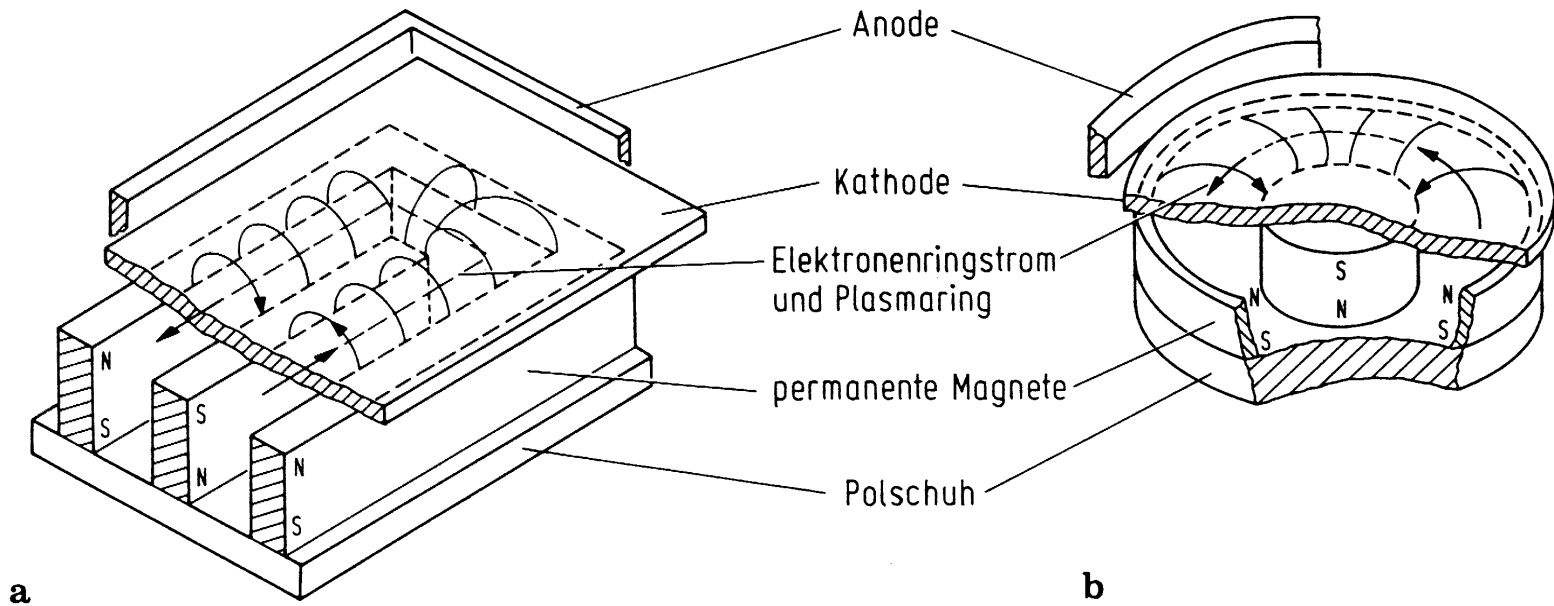 Anode
Kathode
Elektronenringstrom
und Plasmaring
permanente Magnete
Polschuh
N
S
S
N
N
S
S
N
N
S
N
S
a
b